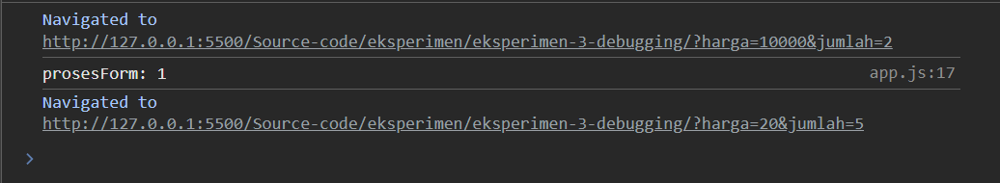 Navigated to
http://127.0.0.1:5500/Source-code/eksperimen/eksperimen-3-debugging/?harga=10000&jumlah=2
prosesForm: 1 app.js:17
Navigated to
http://127.0.0.1:5500/Source-code/eksperimen/eksperimen-3-debugging/?harga=20&jumlah=5